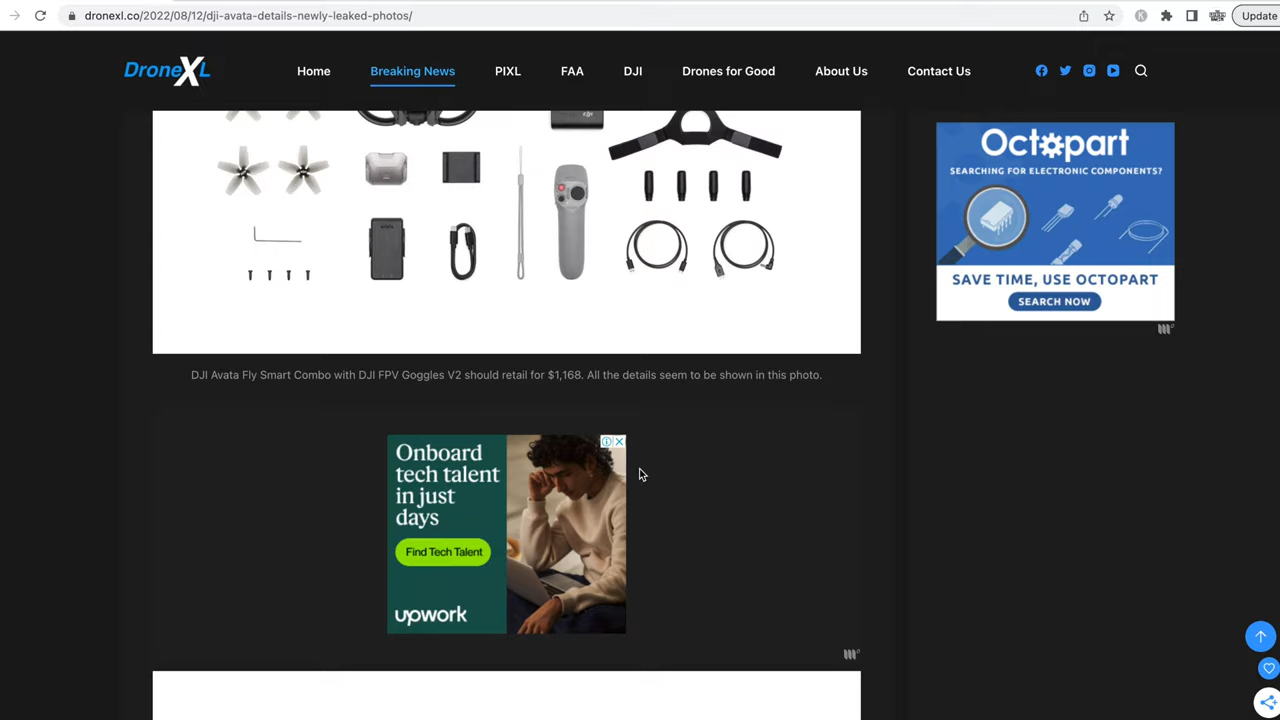 dronexl.co/2022/08/12/dji-avata-details-newly-leaked-photos/
Update
DroneXL
Home
Breaking News
PIXL
FAA
DJI
Drones for Good
About Us
Contact Us
Octopart
SEARCHING FOR ELECTRONIC COMPONENTS?
SAVE TIME, USE OCTOPART
SEARCH NOW
DJI Avata Fly Smart Combo with DJI FPV Goggles V2 should retail for $1,168. All the details seem to be shown in this photo.
Onboard
tech talent
in just
days
Find Tech Talent
upwork